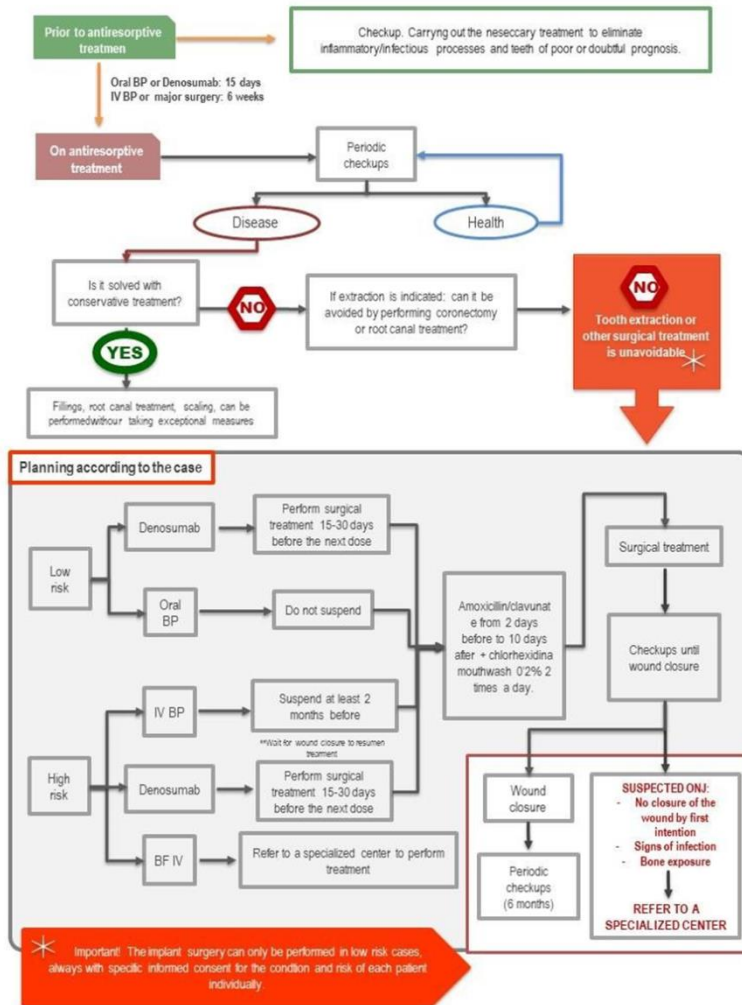 Prior to antiresorptive
treatmen
Checkup. Carrying out the neseccary treatment to eliminate
inflammatory/infectious processes and teeth of poor or doubtful prognosis.
Oral BP or Denosumab: 15 days
IV BP or major surgery: 6 weeks
On antiresorptive
treatment
Periodic
checkups
Disease
Health
Is it solved with
conservative treatment?
NO
If extraction is indicated: can it be
avoided by performing coronectomy
or root canal treatment?
NO
Tooth extraction or
other surgical treatment
is unavoidable
YES
Fillings, root canal treatment, scaling, can be
performedwithour taking exceptional measures
Planning according to the case
Low
risk
Denosumab
Perform surgical
treatment 15-30 days
before the next dose
Oral
BP
Do not suspend
High
risk
IV BP
Suspend at least 2
months before
**Wait for wound closure to resumen
treatment
Denosumab
Perform surgical
treatment 15-30 days
before the next dose
BF IV
Refer to a specialized center to perform
treatment
Amoxicillin/clavunat
e from 2 days
before to 10 days
after + chlorhexidina
mouthwash 0'2% 2
times a day.
Surgical treatment
Checkups until
wound closure
Wound
closure
Periodic
checkups
(6 months)
SUSPECTED ONJ:
- No closure of the
wound by first
intention
- Signs of infection
- Bone exposure
REFER TO A
SPECIALIZED CENTER
Important! The implant surgery can only be performed in low risk cases,
always with specific informed consent for the condtion and risk of each patient
individually.